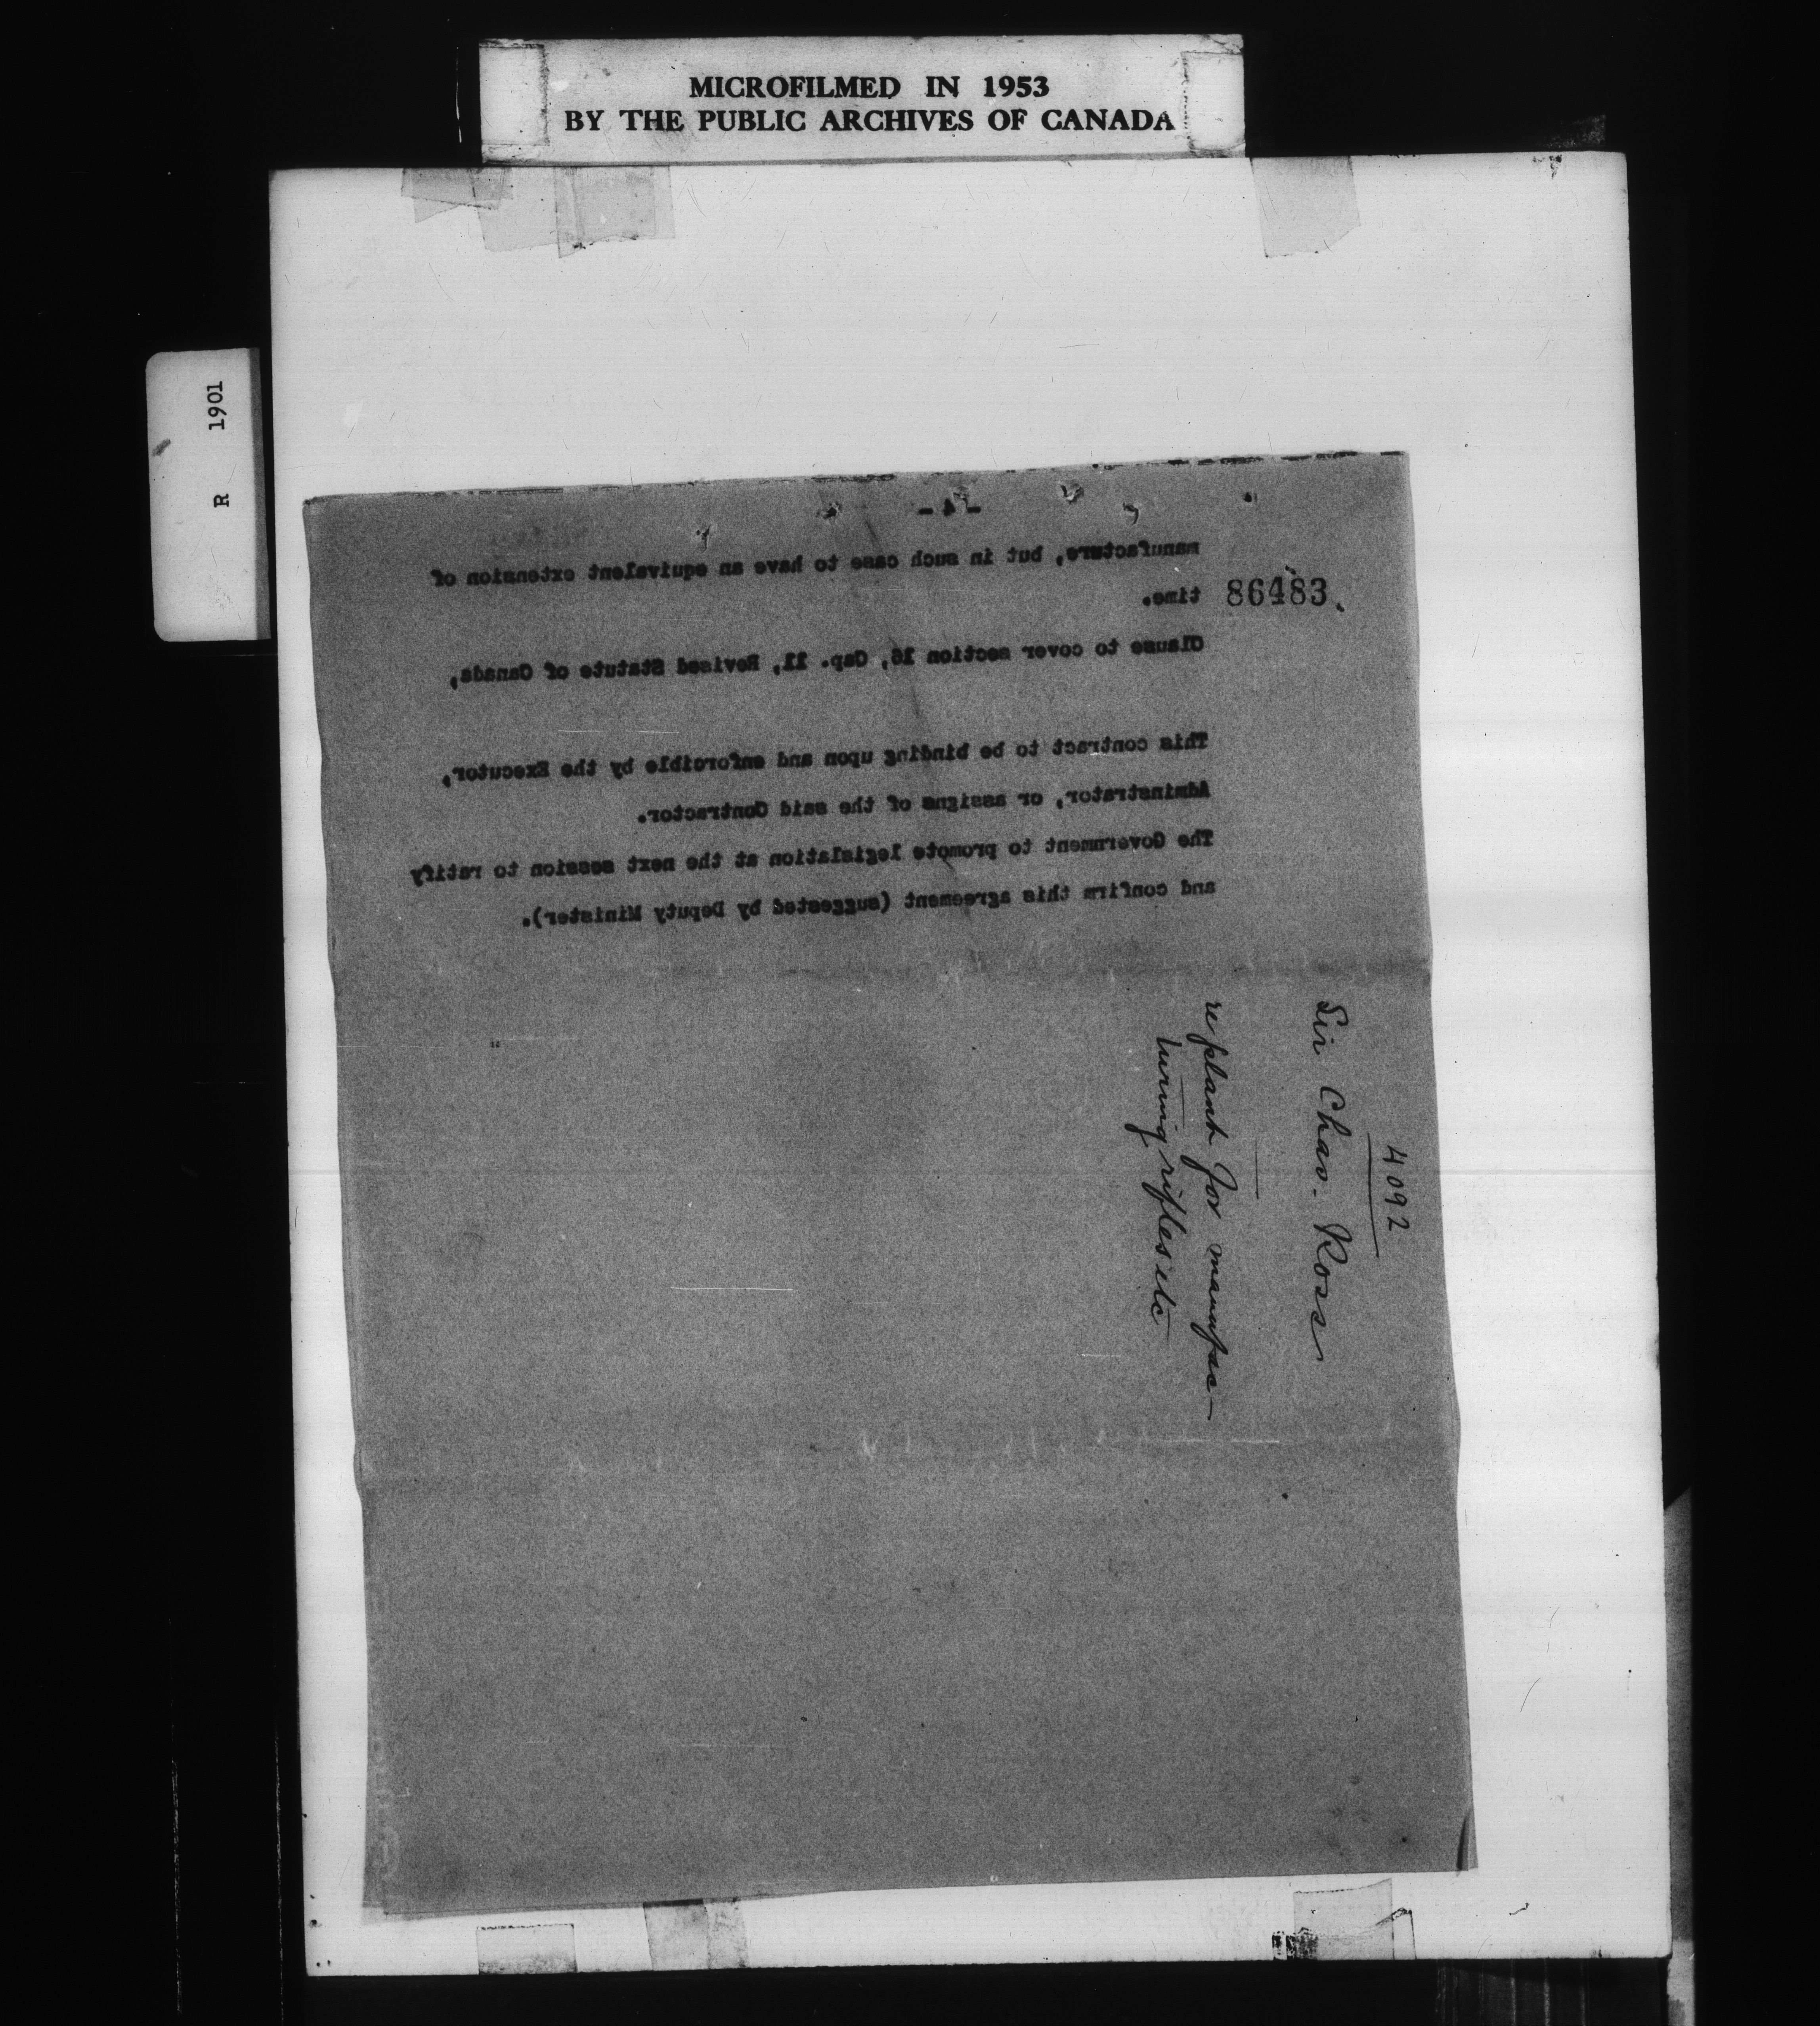 MICROFILMED IN 1953
BY THE PUBLIC ARCHIVES OF CANADA
R 1901
- 4 -
manufacture, but in such case to have an equivalent extension of
time.
86483
Clause to cover section 16, Cap. 11, Revised Statute of Canada,
This contract to be binding upon and enforcible by the Executor,
Adminstrator, or assigns of the said Contractor.
The Government to promote legislation at the next session to ratify
and confirm this agreement (suggested by Deputy Minister).
4092
Sir Chas. Ross
re plant for manufac-
turing rifles etc